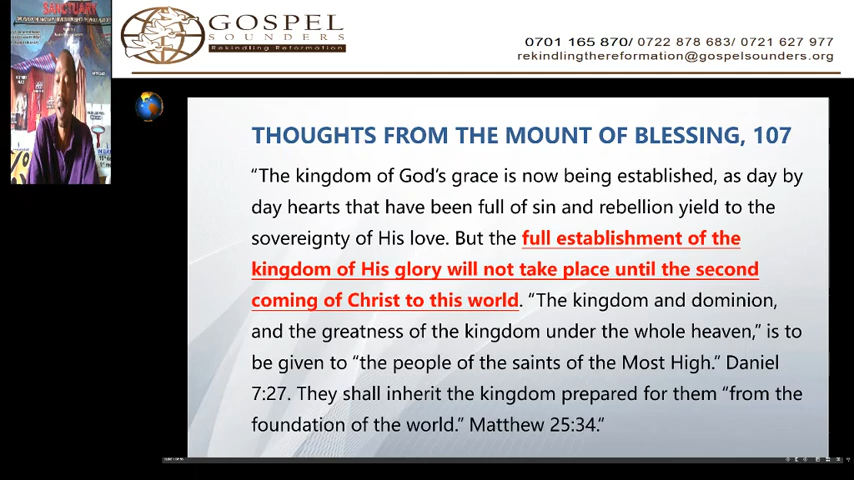 SANCTUARY
GOSPEL
SOUNDERS
Rekindling Reformation
0701 165 870/ 0722 878 683/ 0721 627 977
rekindlingthereformation@gospelsounders.org
THOUGHTS FROM THE MOUNT OF BLESSING, 107
“The kingdom of God’s grace is now being established, as day by
day hearts that have been full of sin and rebellion yield to the
sovereignty of His love. But the full establishment of the
kingdom of His glory will not take place until the second
coming of Christ to this world. “The kingdom and dominion,
and the greatness of the kingdom under the whole heaven,” is to
be given to “the people of the saints of the Most High.” Daniel
7:27. They shall inherit the kingdom prepared for them “from the
foundation of the world.” Matthew 25:34.“